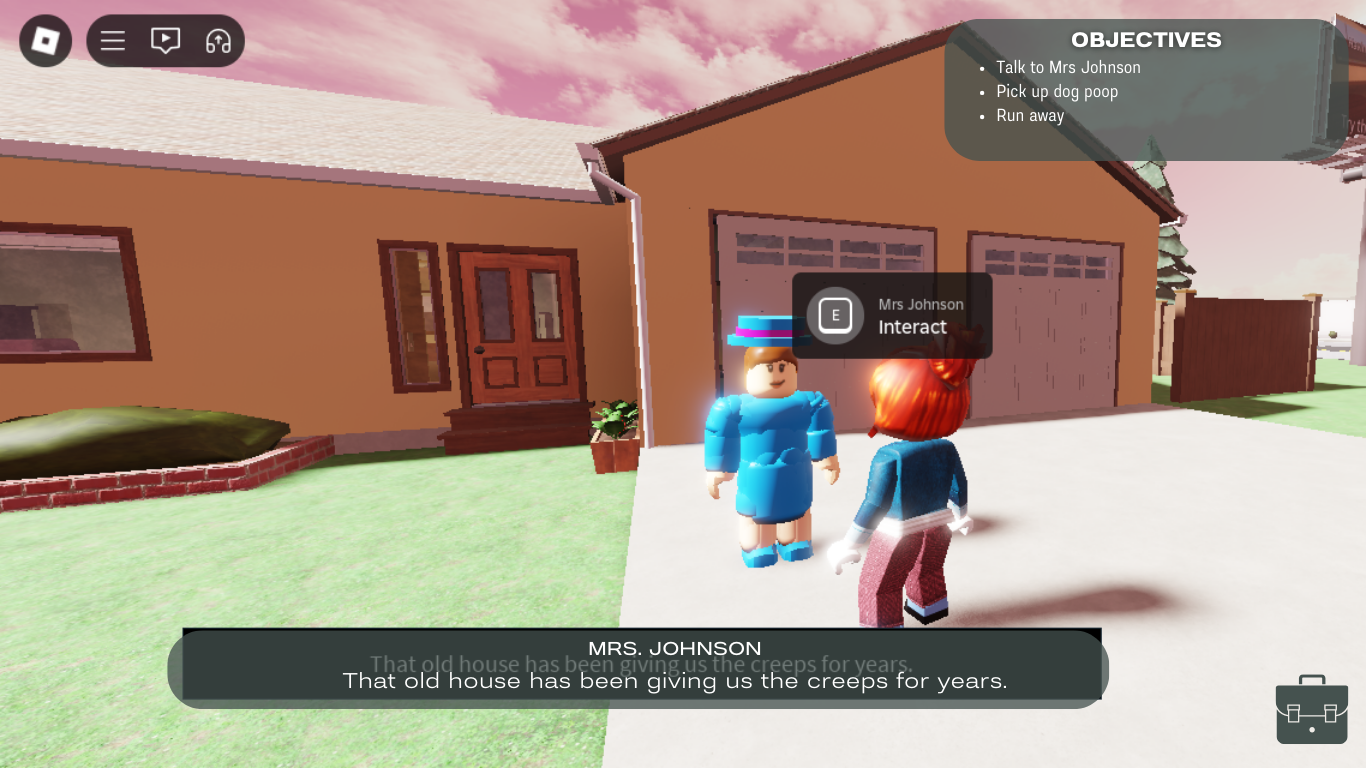 OBJECTIVES
Talk to Mrs Johnson
Pick up dog poop
Run away
E
Mrs Johnson
Interact
MRS. JOHNSON
That old house has been giving us the creeps for years.
That old house has been giving us the creeps for years.